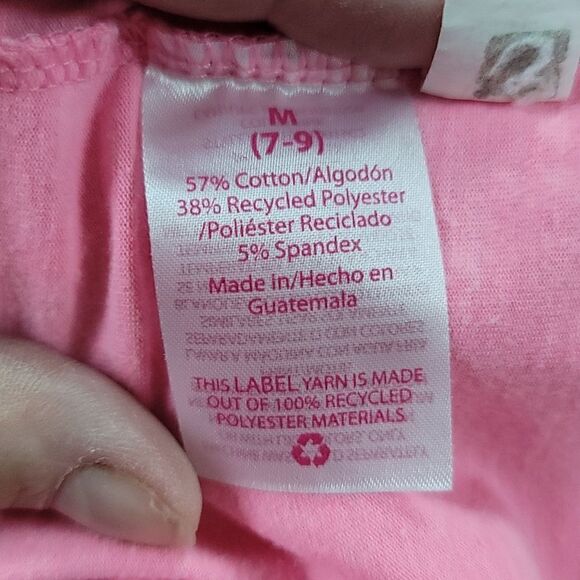 M
(7-9)
57% Cotton/Algodón
38% Recycled Polyester
/Poliéster Reciclado
5% Spandex
Made in/Hecho en
Guatemala
THIS LABEL YARN IS MADE
OUT OF 100% RECYCLED
POLYESTER MATERIALS